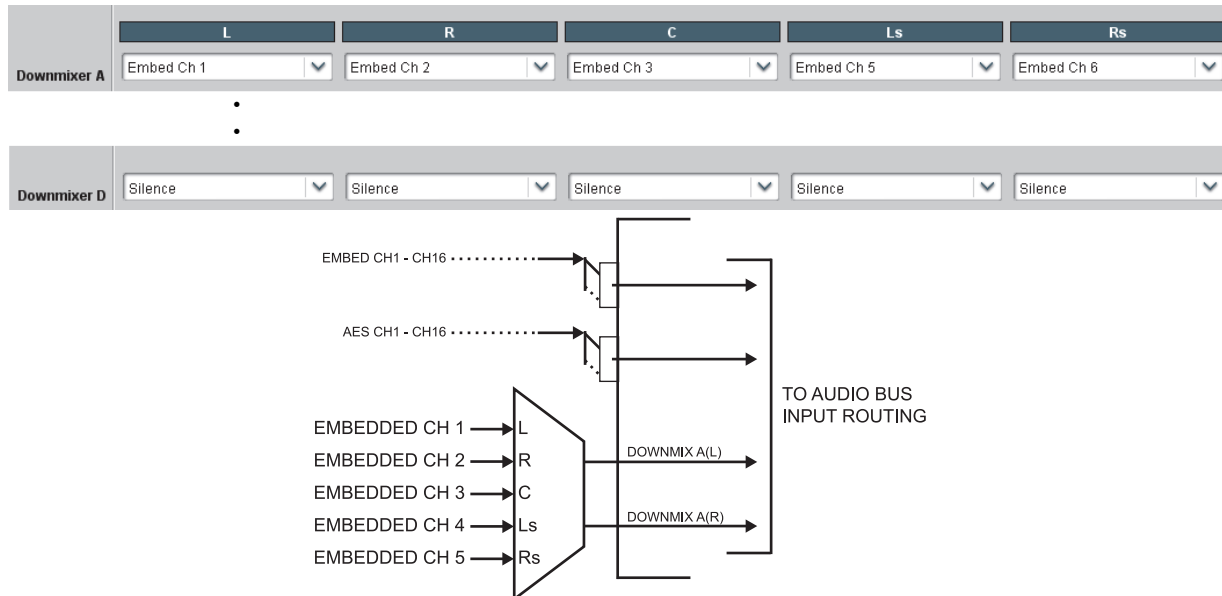 L R C Ls Rs
Downmixer A Embed Ch 1 Embed Ch 2 Embed Ch 3 Embed Ch 5 Embed Ch 6
Downmixer D Silence Silence Silence Silence Silence
EMBED CH1 - CH16
AES CH1 - CH16
TO AUDIO BUS
INPUT ROUTING
EMBEDDED CH 1 L DOWNMIX A(L)
EMBEDDED CH 2 R
EMBEDDED CH 3 C
EMBEDDED CH 4 Ls DOWNMIX A(R)
EMBEDDED CH 5 Rs